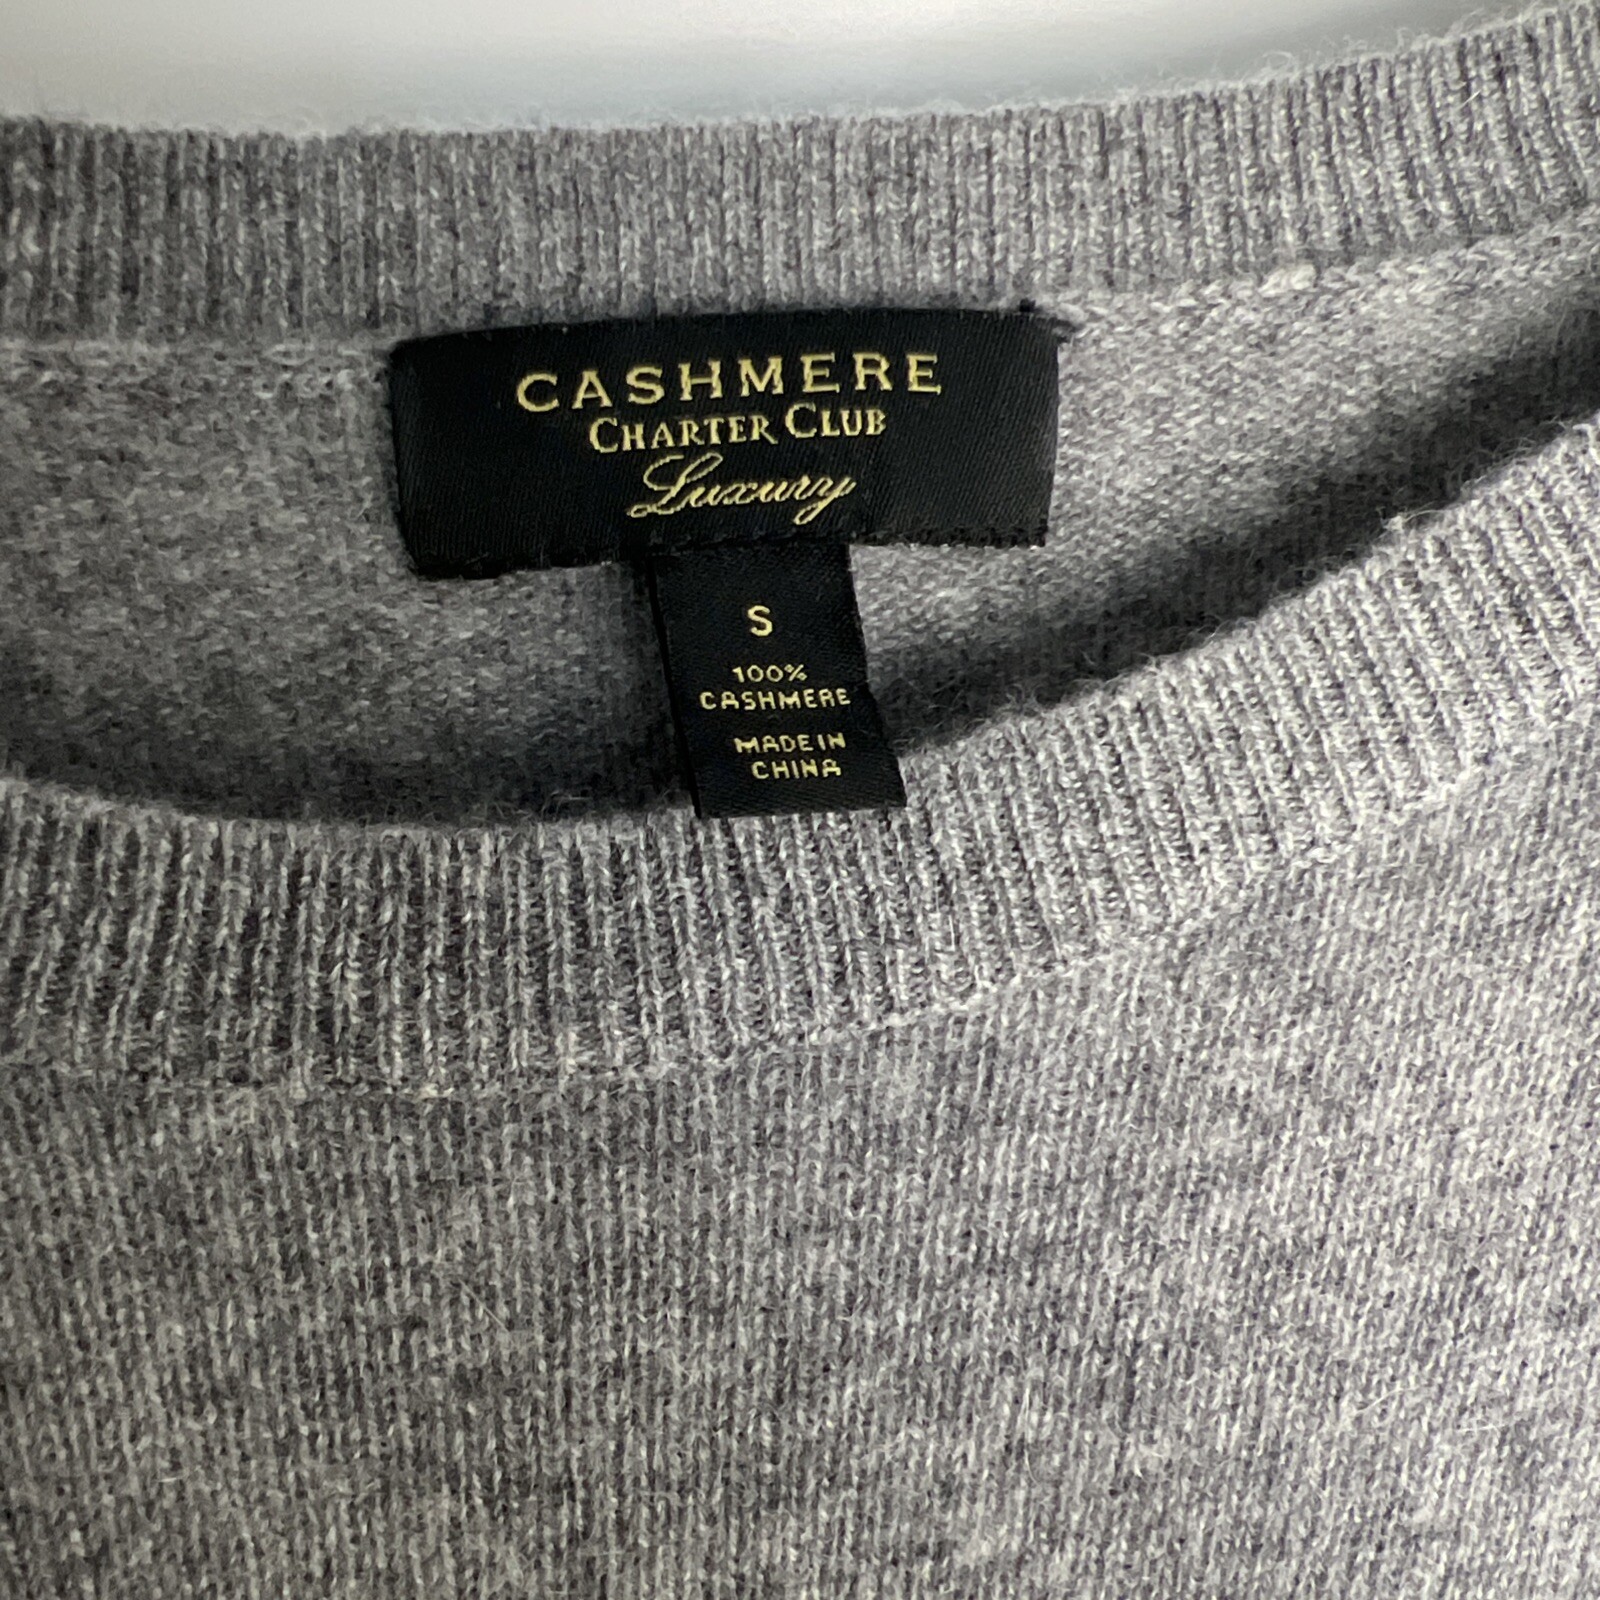 CASHMERE
CHARTER CLUB
Luxury
S
100%
CASHMERE
MADE IN
CHINA